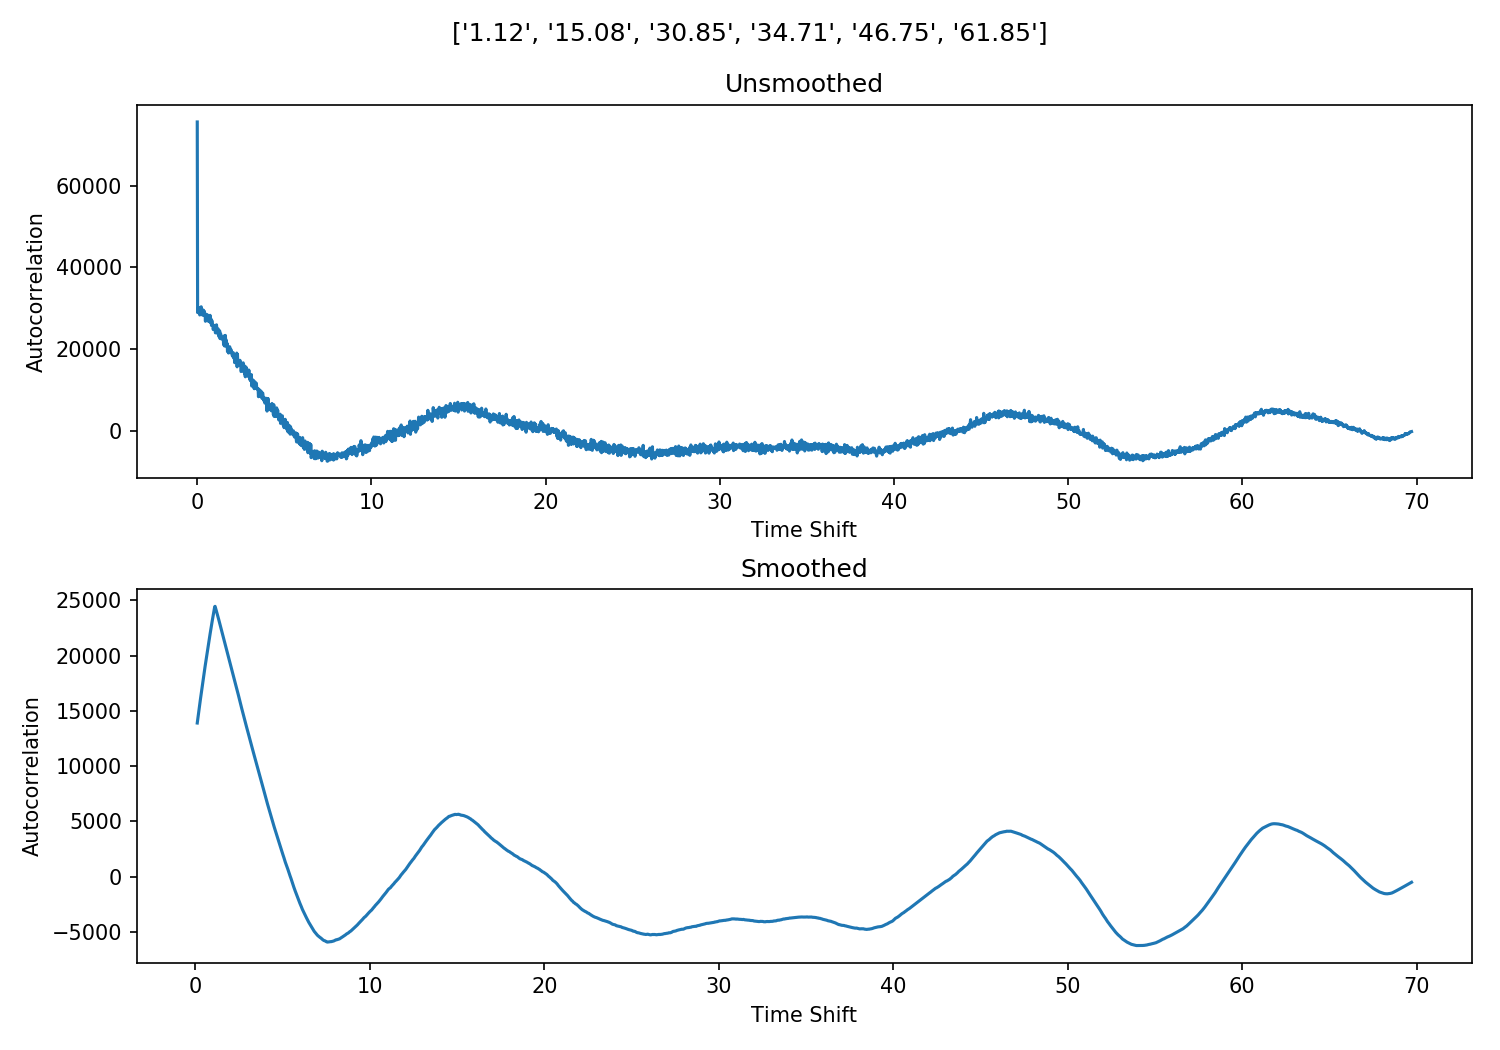 ['1.12', '15.08', '30.85', '34.71', '46.75', '61.85']
Unsmoothed
Autocorrelation
60000
40000
20000
0
0 10 20 30 40 50 60 70
Time Shift
Smoothed
Autocorrelation
25000
20000
15000
10000
5000
0
−5000
0 10 20 30 40 50 60 70
Time Shift